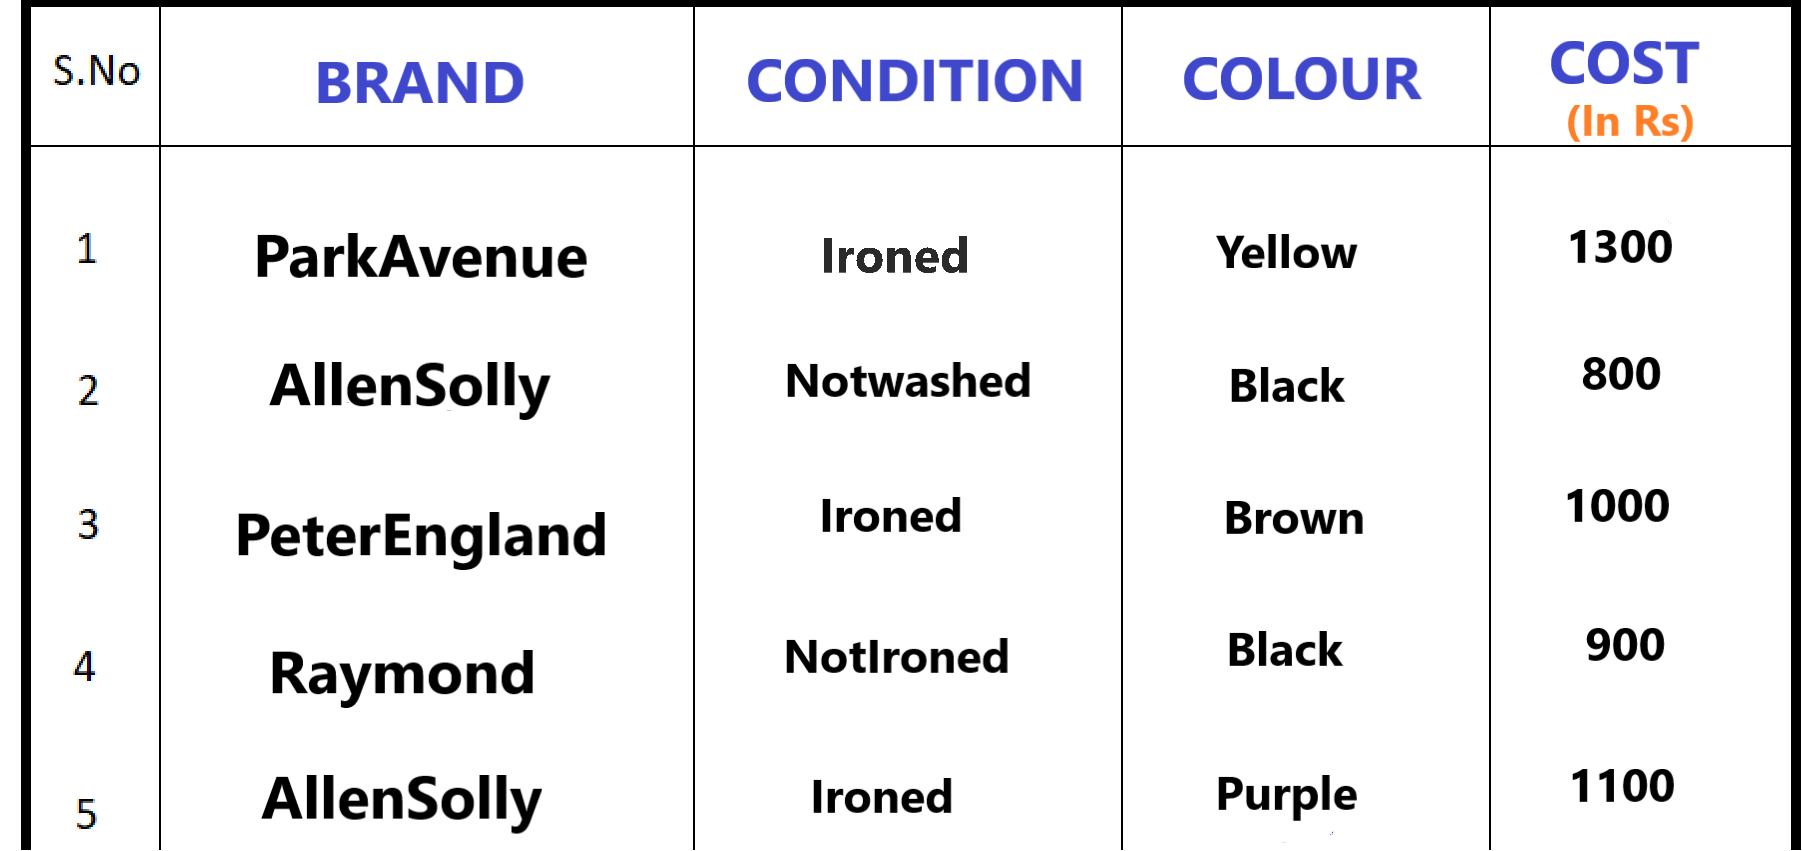 S.No BRAND CONDITION COLOUR COST
(In Rs)
1 ParkAvenue Ironed Yellow 1300
2 AllenSolly Notwashed Black 800
3 PeterEngland Ironed Brown 1000
4 Raymond NotIroned Black 900
5 AllenSolly Ironed Purple 1100